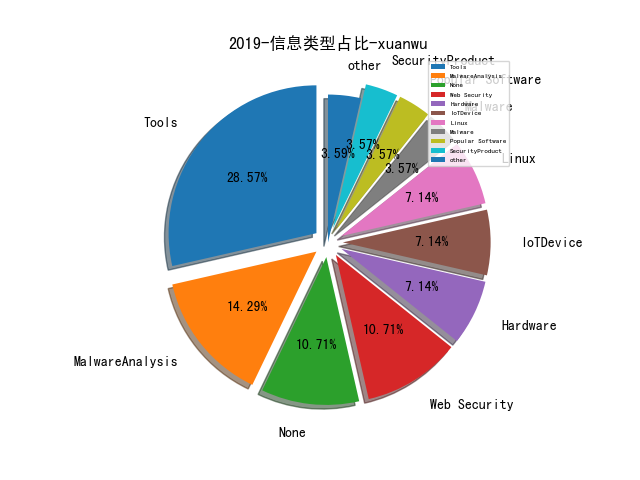 2019-信息类型占比-xuanwu
Tools
MalwareAnalysis
None
Web Security
Hardware
IoTDevice
Linux
Malware
Popular Software
SecurityProduct
other
28.57%
14.29%
10.71%
10.71%
7.14%
7.14%
7.14%
3.57%
3.57%
3.57%
3.59%
Tools
MalwareAnalysis
None
Web Security
Hardware
IoTDevice
Linux
Malware
Popular Software
SecurityProduct
other